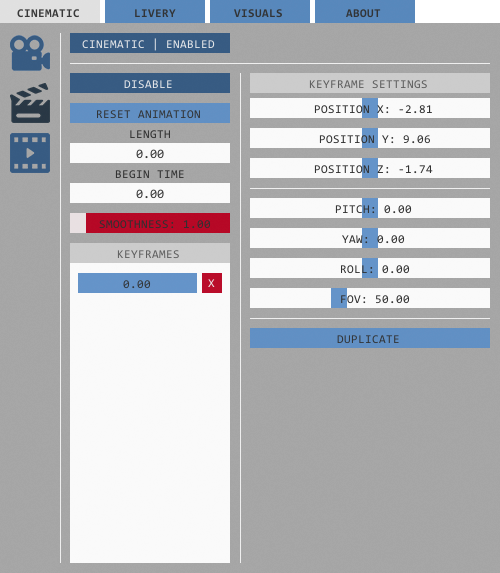 CINEMATIC LIVERY VISUALS ABOUT
CINEMATIC | ENABLED
DISABLE
RESET ANIMATION
LENGTH
0.00
BEGIN TIME
0.00
SMOOTHNESS: 1.00
KEYFRAMES
0.00 X
KEYFRAME SETTINGS
POSITION X: -2.81
POSITION Y: 9.06
POSITION Z: -1.74
PITCH: 0.00
YAW: 0.00
ROLL: 0.00
FOV: 50.00
DUPLICATE